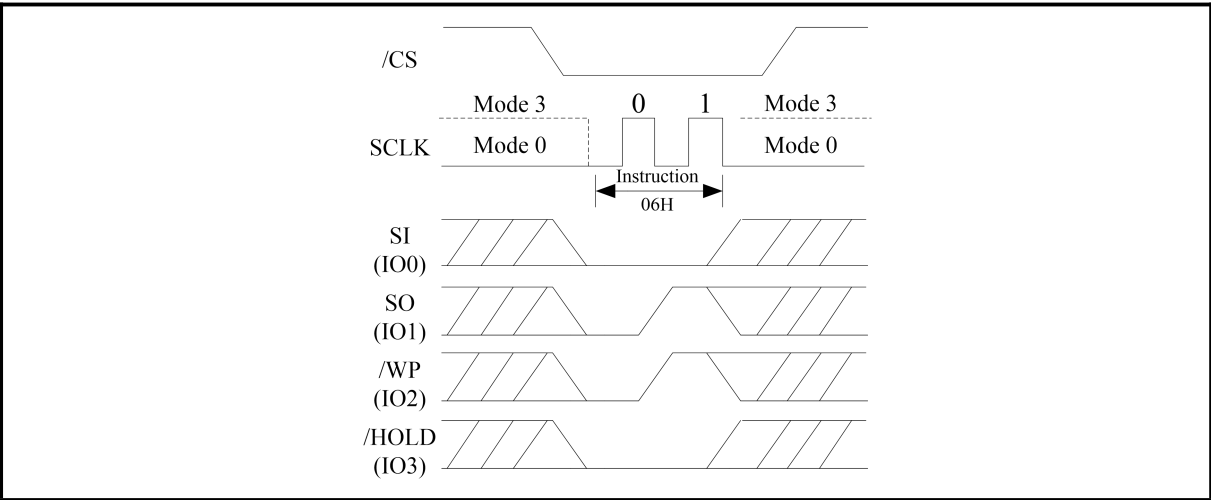 /CS
Mode 3 0 1 Mode 3
SCLK Mode 0 Mode 0
Instruction
06H
SI
(IO0)
SO
(IO1)
/WP
(IO2)
/HOLD
(IO3)